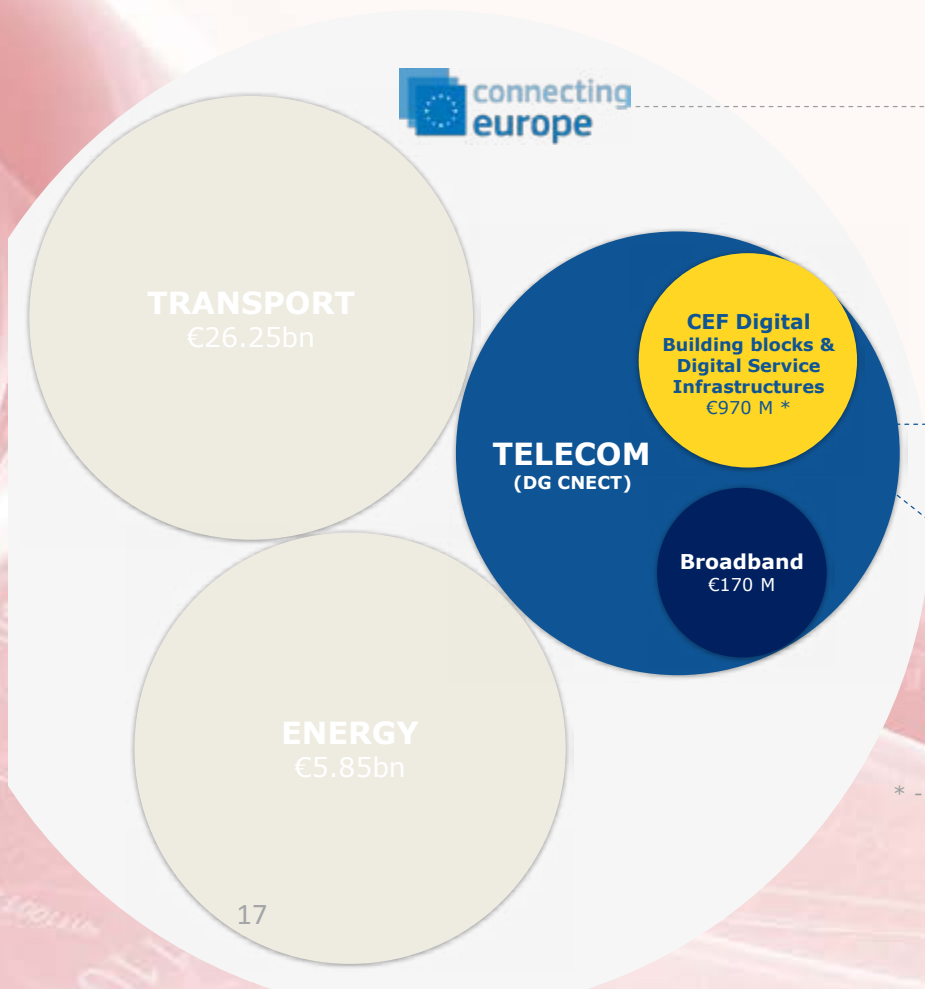 connecting
europe
TRANSPORT
€26.25bn
CEF Digital
Building blocks &
Digital Service
Infrastructures
€970 M *
TELECOM
(DG CNECT)
Broadband
€170 M
ENERGY
€5.85bn
* -
17